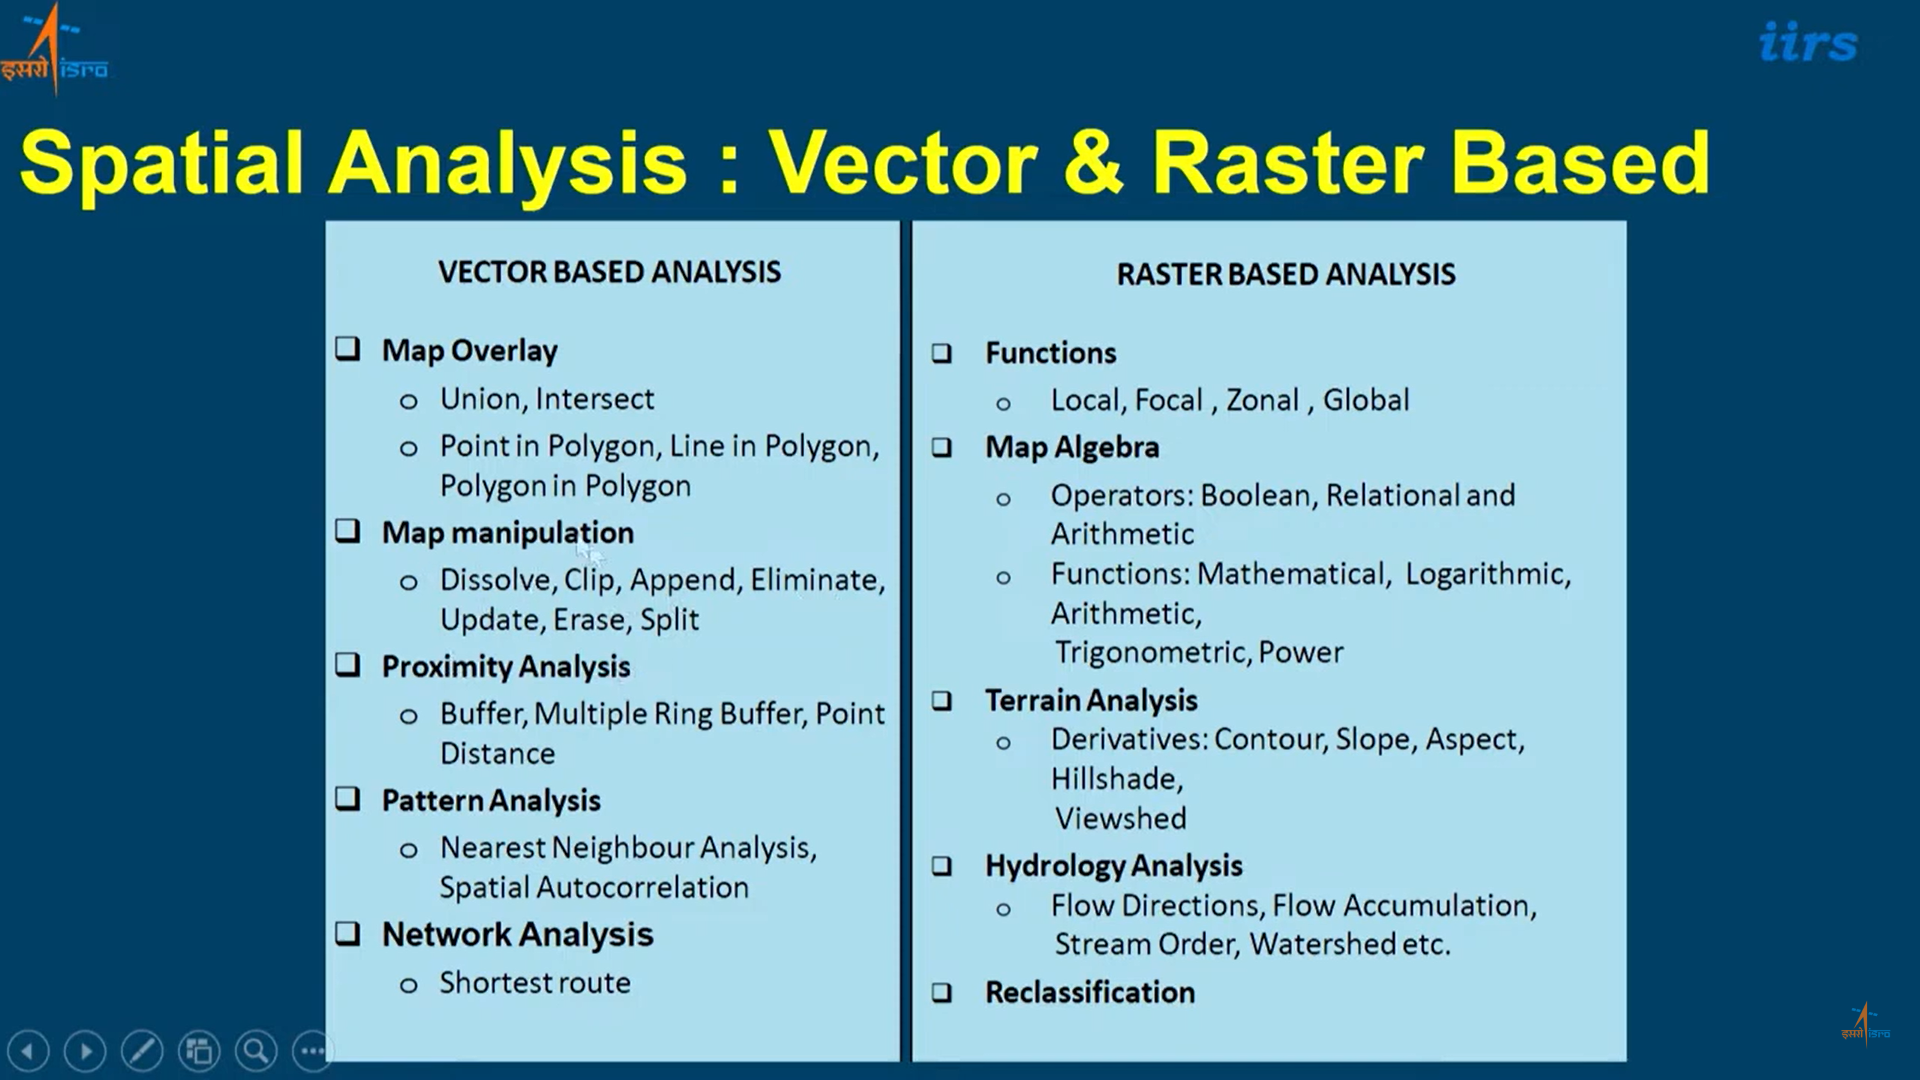 इसरो isro
iirs
Spatial Analysis : Vector & Raster Based
VECTOR BASED ANALYSIS
Map Overlay
Union, Intersect
Point in Polygon, Line in Polygon,
Polygon in Polygon
Map manipulation
Dissolve, Clip, Append, Eliminate,
Update, Erase, Split
Proximity Analysis
Buffer, Multiple Ring Buffer, Point
Distance
Pattern Analysis
Nearest Neighbour Analysis,
Spatial Autocorrelation
Network Analysis
Shortest route
RASTER BASED ANALYSIS
Functions
Local, Focal , Zonal , Global
Map Algebra
Operators: Boolean, Relational and
Arithmetic
Functions: Mathematical, Logarithmic,
Arithmetic,
Trigonometric, Power
Terrain Analysis
Derivatives: Contour, Slope, Aspect,
Hillshade,
Viewshed
Hydrology Analysis
Flow Directions, Flow Accumulation,
Stream Order, Watershed etc.
Reclassification
इसरो isro